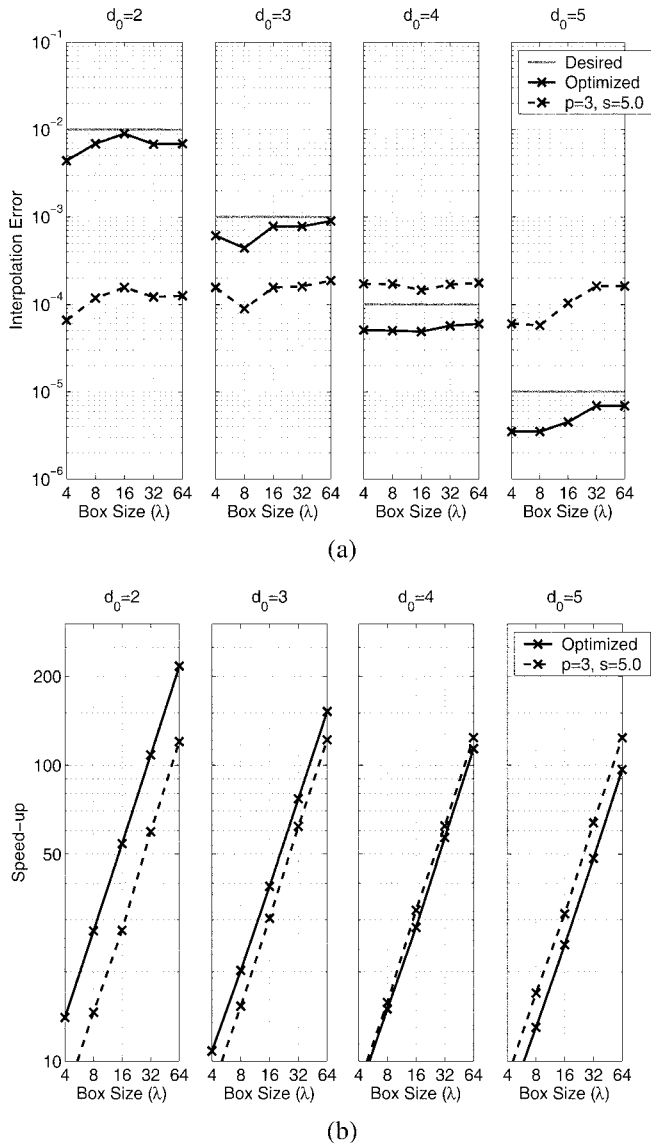 d₀=2 d₀=3 d₀=4 d₀=5
10⁻¹
10⁻²
10⁻³
10⁻⁴
10⁻⁵
10⁻⁶
Interpolation Error
Desired
Optimized
p=3, s=5.0
4 8 16 32 64 4 8 16 32 64 4 8 16 32 64 4 8 16 32 64
Box Size (λ) Box Size (λ) Box Size (λ) Box Size (λ)
(a)
d₀=2 d₀=3 d₀=4 d₀=5
200
100
50
10
Speed-up
Optimized
p=3, s=5.0
4 8 16 32 64 4 8 16 32 64 4 8 16 32 64 4 8 16 32 64
Box Size (λ) Box Size (λ) Box Size (λ) Box Size (λ)
(b)